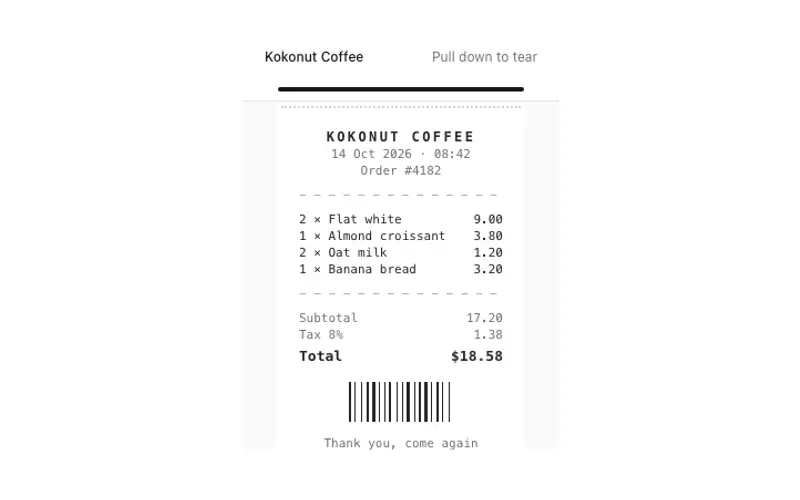 Kokonut Coffee Pull down to tear
KOKONUT COFFEE
14 Oct 2026 · 08:42
Order #4182
2 × Flat white 9.00
1 × Almond croissant 3.80
2 × Oat milk 1.20
1 × Banana bread 3.20
Subtotal 17.20
Tax 8% 1.38
Total $18.58
Thank you, come again